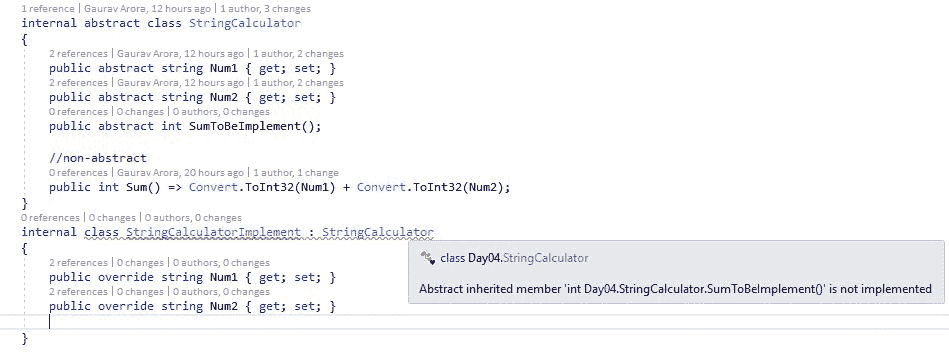 1 reference | Gaurav Arora, 12 hours ago | 1 author, 3 changes
internal abstract class StringCalculator
{
2 references | Gaurav Arora, 12 hours ago | 1 author, 2 changes
public abstract string Num1 { get; set; }
2 references | Gaurav Arora, 12 hours ago | 1 author, 2 changes
public abstract string Num2 { get; set; }
0 references | 0 changes | 0 authors, 0 changes
public abstract int SumToBeImplement();
//non-abstract
0 references | Gaurav Arora, 20 hours ago | 1 author, 1 change
public int Sum() => Convert.ToInt32(Num1) + Convert.ToInt32(Num2);
}
0 references | 0 changes | 0 authors, 0 changes
internal class StringCalculatorImplement : StringCalculator
{
class Day04.StringCalculator
Abstract inherited member 'int Day04.StringCalculator.SumToBeImplement()' is not implemented
2 references | 0 changes | 0 authors, 0 changes
public override string Num1 { get; set; }
2 references | 0 changes | 0 authors, 0 changes
public override string Num2 { get; set; }
}